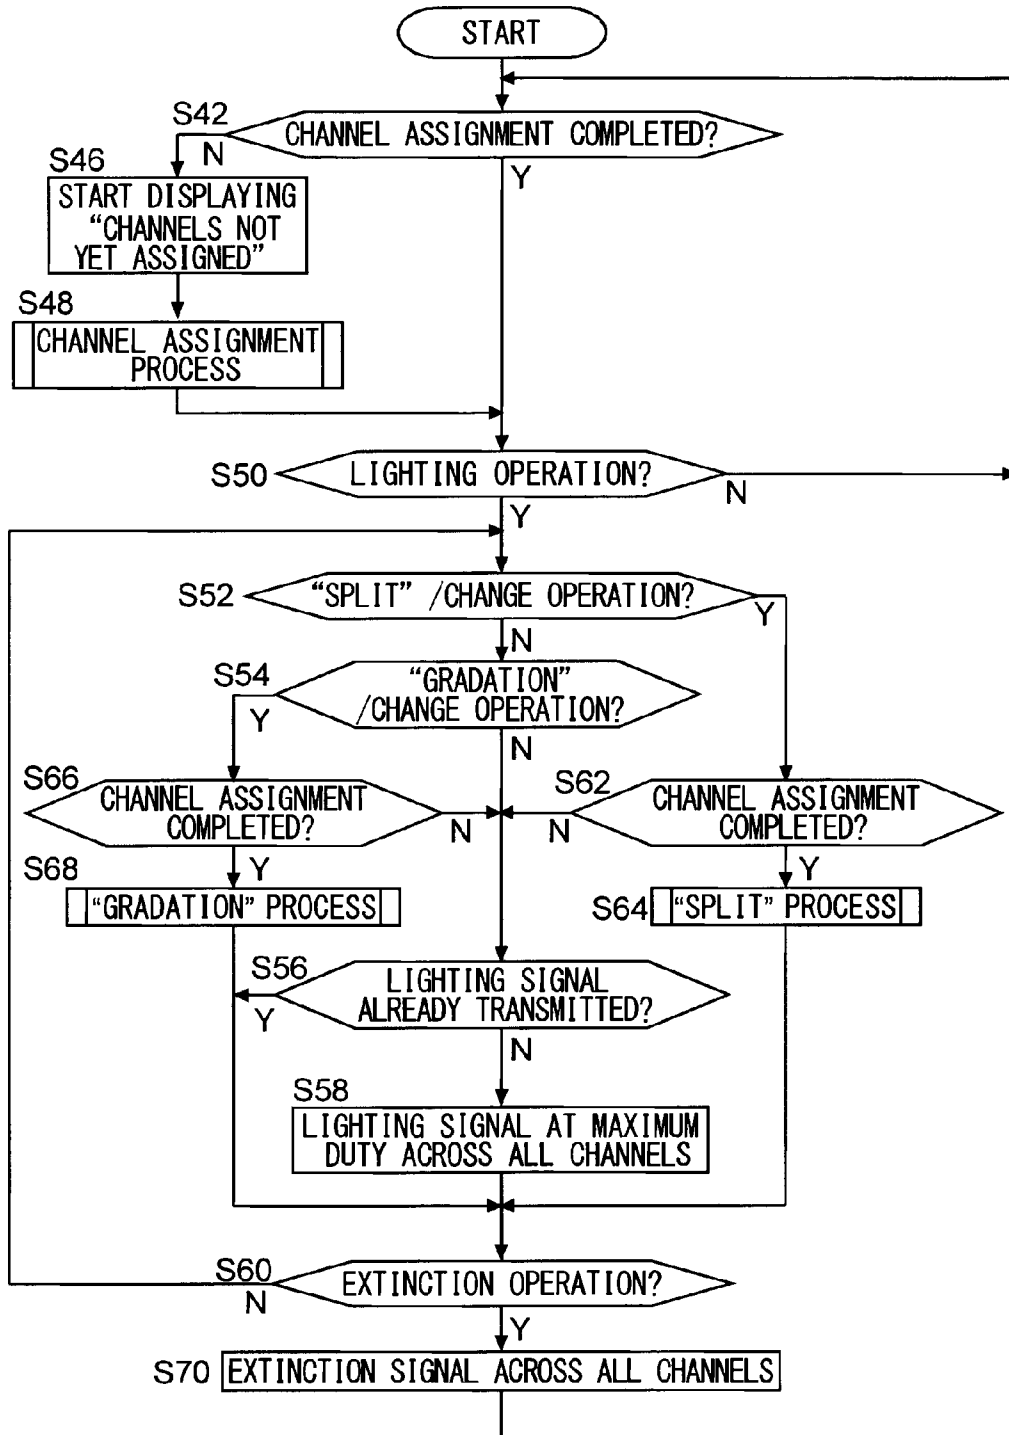 START
S42
CHANNEL ASSIGNMENT COMPLETED?
N
Y
S46
START DISPLAYING
“CHANNELS NOT
YET ASSIGNED”
S48
CHANNEL ASSIGNMENT
PROCESS
S50
LIGHTING OPERATION?
N
Y
S52
“SPLIT” /CHANGE OPERATION?
Y
N
S54
“GRADATION”
/CHANGE OPERATION?
Y
N
S66
CHANNEL ASSIGNMENT
COMPLETED?
N
Y
S62
CHANNEL ASSIGNMENT
COMPLETED?
N
Y
S68
“GRADATION” PROCESS
S64
“SPLIT” PROCESS
S56
LIGHTING SIGNAL
ALREADY TRANSMITTED?
Y
N
S58
LIGHTING SIGNAL AT MAXIMUM
DUTY ACROSS ALL CHANNELS
S60
EXTINCTION OPERATION?
N
Y
S70
EXTINCTION SIGNAL ACROSS ALL CHANNELS